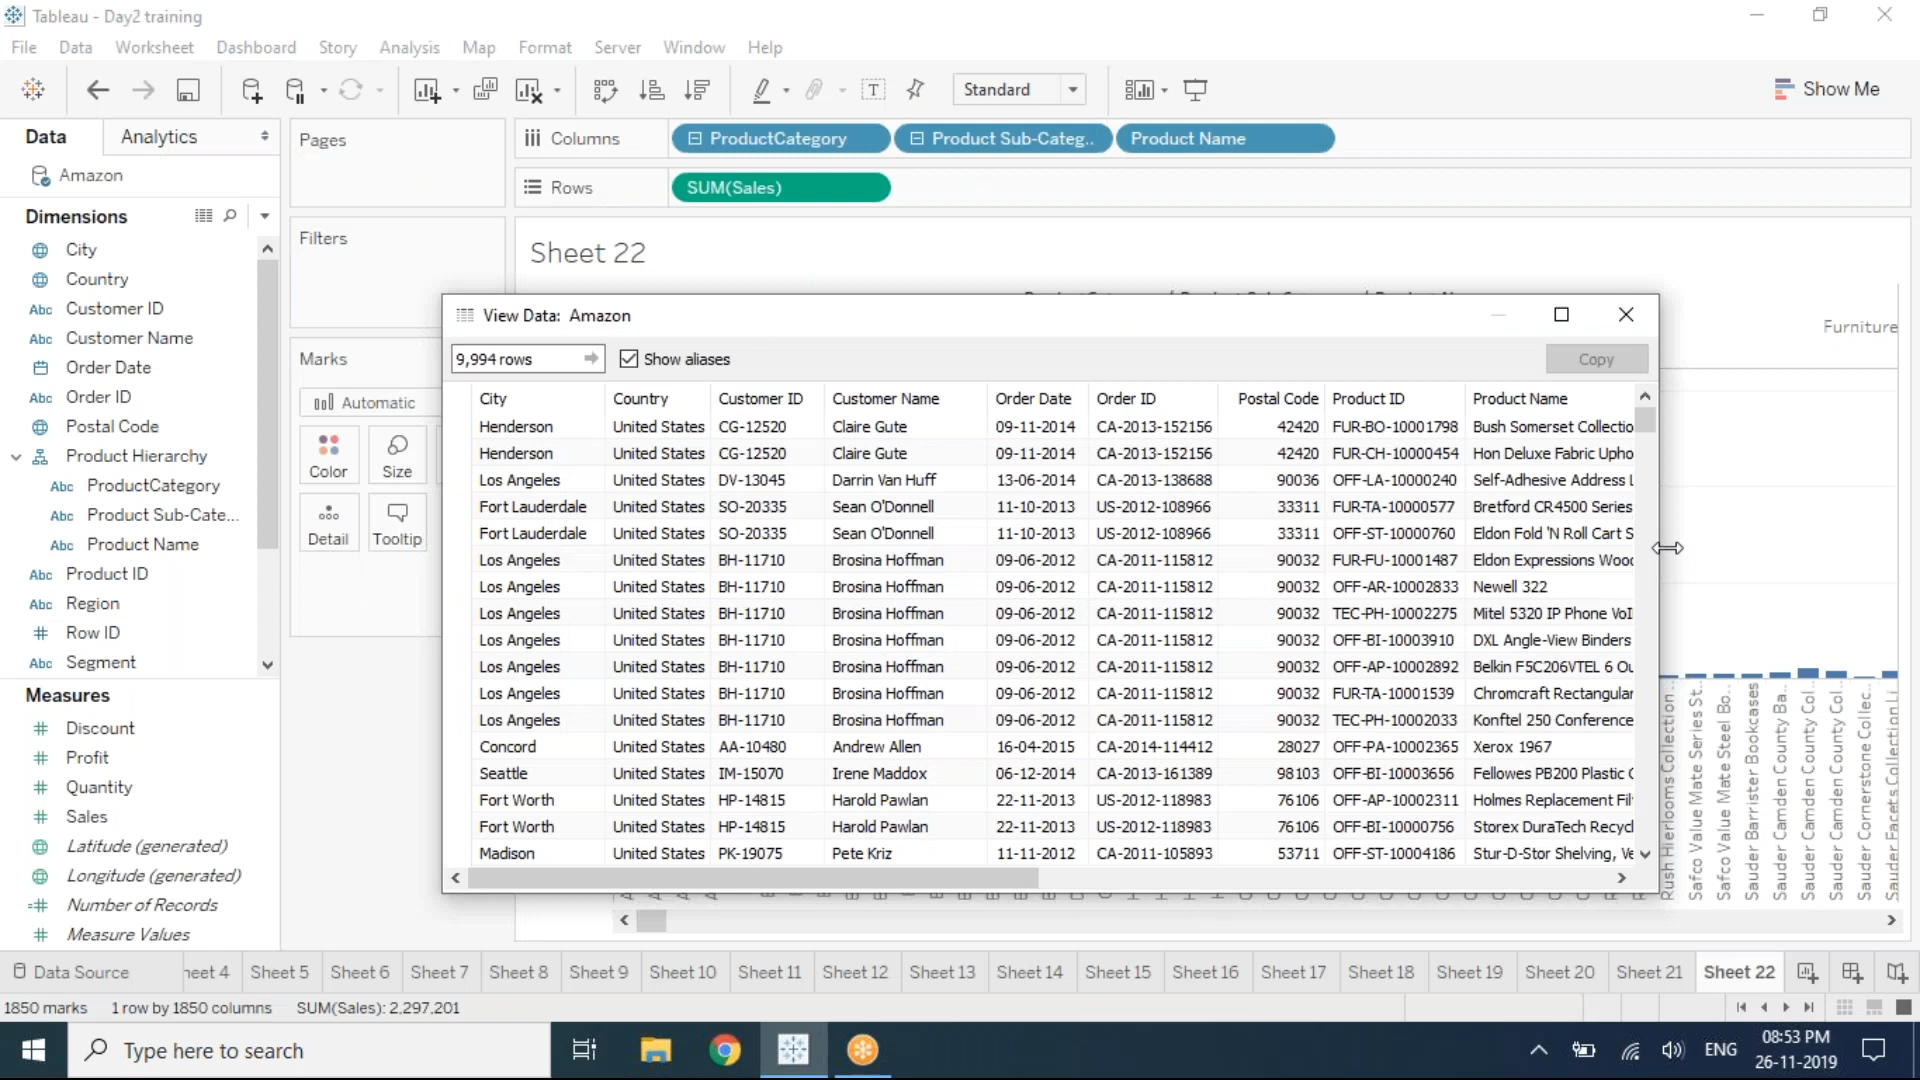 Tableau - Day2 training
File Data Worksheet Dashboard Story Analysis Map Format Server Window Help
Standard
Show Me
Data
Analytics
Pages
Columns
ProductCategory
Product Sub-Categ..
Product Name
Amazon
Rows
SUM(Sales)
Dimensions
Filters
Sheet 22
City
Country
Abc Customer ID
Abc Customer Name
Order Date
Abc Order ID
Postal Code
Product Hierarchy
Abc ProductCategory
Abc Product Sub-Cate...
Abc Product Name
Abc Product ID
Abc Region
# Row ID
Abc Segment
Measures
# Discount
# Profit
# Quantity
# Sales
Latitude (generated)
Longitude (generated)
=# Number of Records
# Measure Values
Marks
Automatic
Color
Size
Detail
Tooltip
Furniture
View Data: Amazon
9,994 rows
Show aliases
Copy
City Country Customer ID Customer Name Order Date Order ID Postal Code Product ID Product Name
Henderson United States CG-12520 Claire Gute 09-11-2014 CA-2013-152156 42420 FUR-BO-10001798 Bush Somerset Collectio
Henderson United States CG-12520 Claire Gute 09-11-2014 CA-2013-152156 42420 FUR-CH-10000454 Hon Deluxe Fabric Upho
Los Angeles United States DV-13045 Darrin Van Huff 13-06-2014 CA-2013-138688 90036 OFF-LA-10000240 Self-Adhesive Address L
Fort Lauderdale United States SO-20335 Sean O'Donnell 11-10-2013 US-2012-108966 33311 FUR-TA-10000577 Bretford CR4500 Series
Fort Lauderdale United States SO-20335 Sean O'Donnell 11-10-2013 US-2012-108966 33311 OFF-ST-10000760 Eldon Fold 'N Roll Cart S
Los Angeles United States BH-11710 Brosina Hoffman 09-06-2012 CA-2011-115812 90032 FUR-FU-10001487 Eldon Expressions Wood
Los Angeles United States BH-11710 Brosina Hoffman 09-06-2012 CA-2011-115812 90032 OFF-AR-10002833 Newell 322
Los Angeles United States BH-11710 Brosina Hoffman 09-06-2012 CA-2011-115812 90032 TEC-PH-10002275 Mitel 5320 IP Phone VoI
Los Angeles United States BH-11710 Brosina Hoffman 09-06-2012 CA-2011-115812 90032 OFF-BI-10003910 DXL Angle-View Binders
Los Angeles United States BH-11710 Brosina Hoffman 09-06-2012 CA-2011-115812 90032 OFF-AP-10002892 Belkin F5C206VTEL 6 Ou
Los Angeles United States BH-11710 Brosina Hoffman 09-06-2012 CA-2011-115812 90032 FUR-TA-10001539 Chromcraft Rectangular
Los Angeles United States BH-11710 Brosina Hoffman 09-06-2012 CA-2011-115812 90032 TEC-PH-10002033 Konftel 250 Conference
Concord United States AA-10480 Andrew Allen 16-04-2015 CA-2014-114412 28027 OFF-PA-10002365 Xerox 1967
Seattle United States IM-15070 Irene Maddox 06-12-2014 CA-2013-161389 98103 OFF-BI-10003656 Fellowes PB200 Plastic C
Fort Worth United States HP-14815 Harold Pawlan 22-11-2013 US-2012-118983 76106 OFF-AP-10002311 Holmes Replacement Fil
Fort Worth United States HP-14815 Harold Pawlan 22-11-2013 US-2012-118983 76106 OFF-BI-10000756 Storex DuraTech Recycl
Madison United States PK-19075 Pete Kriz 11-11-2012 CA-2011-105893 53711 OFF-ST-10004186 Stur-D-Stor Shelving, Ve
Rush Hierlooms Collection ..
Safco Value Mate Series St..
Safco Value Mate Steel Bo..
Sauder Barrister Bookcases
Sauder Camden County Ba..
Sauder Camden County Col..
Sauder Camden County Col..
Sauder Cornerstone Collec..
Sauder Facets Collection Li
Data Source
heet 4 Sheet 5 Sheet 6 Sheet 7 Sheet 8 Sheet 9 Sheet 10 Sheet 11 Sheet 12 Sheet 13 Sheet 14 Sheet 15 Sheet 16 Sheet 17 Sheet 18 Sheet 19 Sheet 20 Sheet 21 Sheet 22
1850 marks 1 row by 1850 columns SUM(Sales): 2,297,201
Type here to search
ENG
08:53 PM
26-11-2019